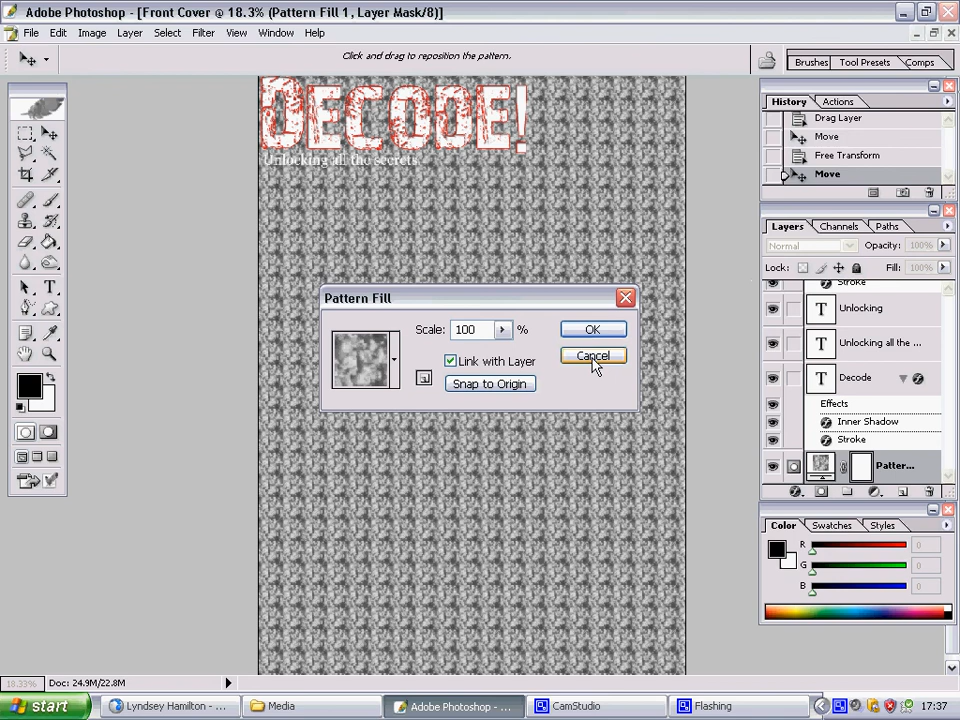 Adobe Photoshop - [Front Cover @ 18.3% (Pattern Fill 1, Layer Mask/8)]
File Edit Image Layer Select Filter View Window Help
Click and drag to reposition the pattern.
Brushes Tool Presets Comps
DECODE!
Unlocking all the secrets...
History Actions
Drag Layer
Move
Free Transform
Move
Layers Channels Paths
Normal Opacity: 100%
Lock: Fill: 100%
Stroke
T Unlocking
T Unlocking all the ...
T Decode
Effects
Inner Shadow
Stroke
Patter...
Pattern Fill
Scale: 100 % OK
Link with Layer Cancel
Snap to Origin
Color Swatches Styles
R 0
G 0
B 0
18.33% Doc: 24.9M/22.8M
start Lyndsey Hamilton - ... Media Adobe Photoshop - ... CamStudio Flashing 17:37